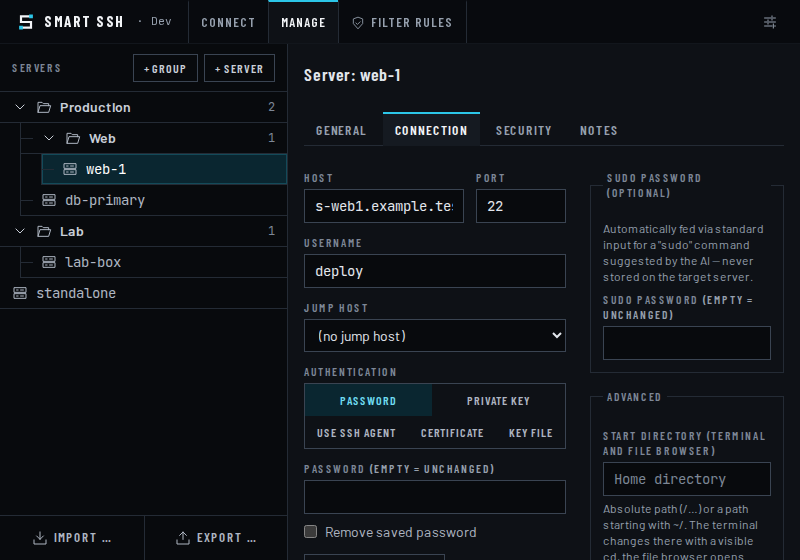 SMART SSH · Dev CONNECT MANAGE FILTER RULES
SERVERS +GROUP +SERVER
Production 2
Web 1
web-1
db-primary
Lab 1
lab-box
standalone
IMPORT … EXPORT …
Server: web-1
GENERAL CONNECTION SECURITY NOTES
HOST PORT
s-web1.example.te 22
USERNAME
deploy
JUMP HOST
(no jump host)
AUTHENTICATION
PASSWORD PRIVATE KEY
USE SSH AGENT CERTIFICATE KEY FILE
PASSWORD (EMPTY = UNCHANGED)
Remove saved password
SUDO PASSWORD
(OPTIONAL)
Automatically fed via standard
input for a "sudo" command
suggested by the AI — never
stored on the target server.
SUDO PASSWORD (EMPTY =
UNCHANGED)
ADVANCED
START DIRECTORY (TERMINAL
AND FILE BROWSER)
Home directory
Absolute path (/…) or a path
starting with ~/. The terminal
changes there with a visible
cd, the file browser opens